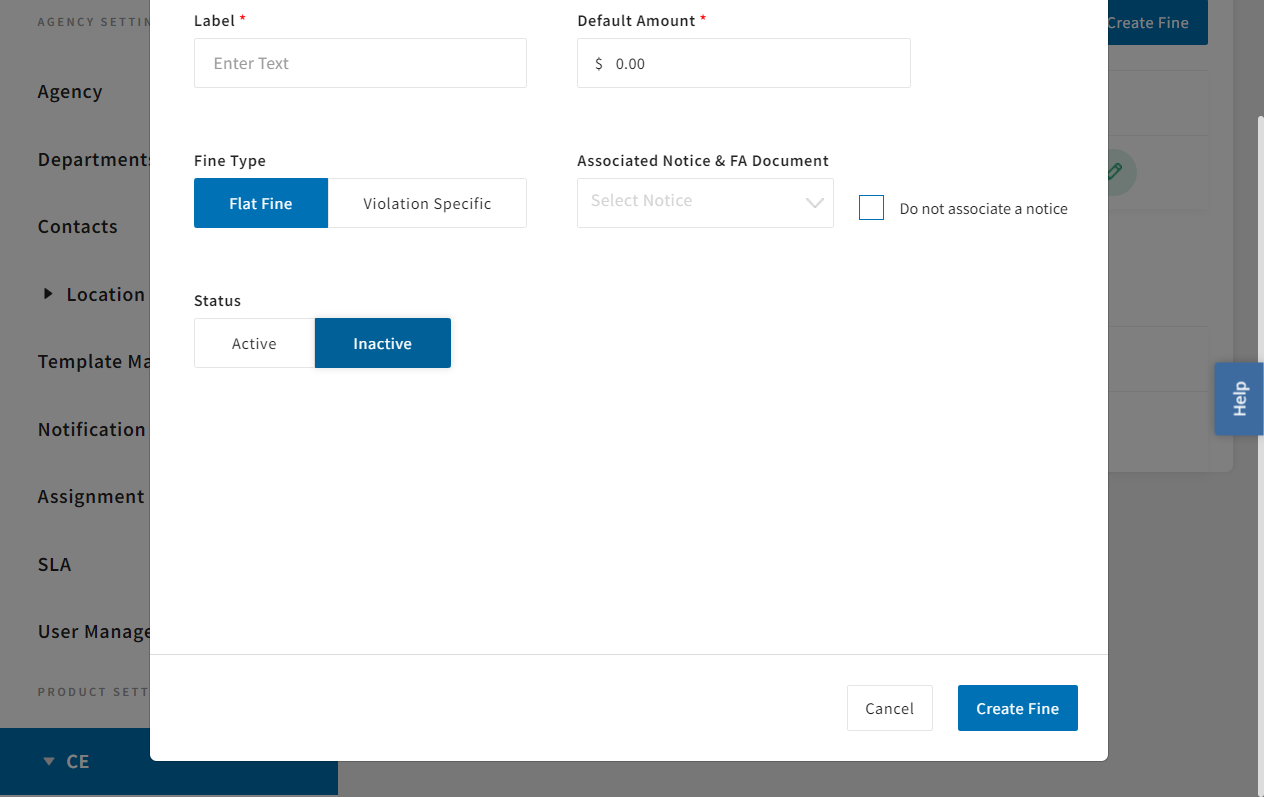 AGENCY SETTIN
Agency
Departments
Contacts
Location
Template Ma
Notification
Assignment
SLA
User Manage
PRODUCT SETT
CE
Label *
Enter Text
Default Amount *
$ 0.00
Fine Type
Flat Fine
Violation Specific
Associated Notice & FA Document
Select Notice
Do not associate a notice
Status
Active
Inactive
Cancel
Create Fine
Create Fine
Help